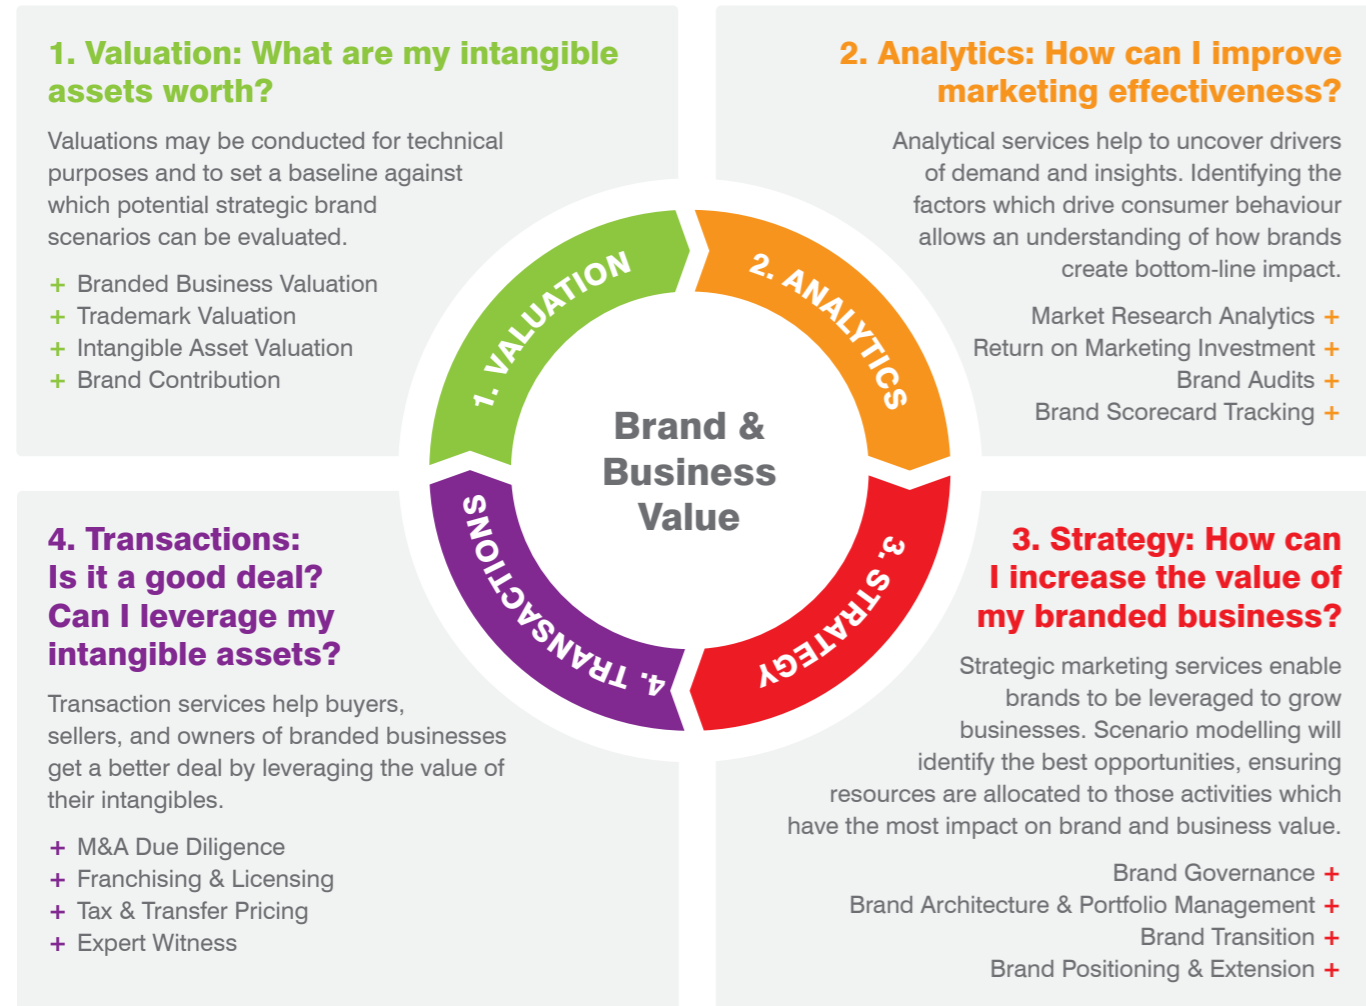 1. Valuation: What are my intangible
assets worth?
Valuations may be conducted for technical
purposes and to set a baseline against
which potential strategic brand
scenarios can be evaluated.
+ Branded Business Valuation
+ Trademark Valuation
+ Intangible Asset Valuation
+ Brand Contribution
2. Analytics: How can I improve
marketing effectiveness?
Analytical services help to uncover drivers
of demand and insights. Identifying the
factors which drive consumer behaviour
allows an understanding of how brands
create bottom-line impact.
Market Research Analytics +
Return on Marketing Investment +
Brand Audits +
Brand Scorecard Tracking +
1. VALUATION
2. ANALYTICS
3. STRATEGY
4. TRANSACTIONS
Brand &
Business
Value
4. Transactions:
Is it a good deal?
Can I leverage my
intangible assets?
Transaction services help buyers,
sellers, and owners of branded businesses
get a better deal by leveraging the value of
their intangibles.
+ M&A Due Diligence
+ Franchising & Licensing
+ Tax & Transfer Pricing
+ Expert Witness
3. Strategy: How can
I increase the value of
my branded business?
Strategic marketing services enable
brands to be leveraged to grow
businesses. Scenario modelling will
identify the best opportunities, ensuring
resources are allocated to those activities which
have the most impact on brand and business value.
Brand Governance +
Brand Architecture & Portfolio Management +
Brand Transition +
Brand Positioning & Extension +